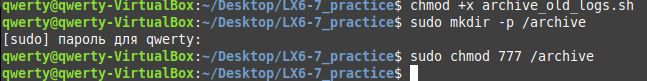 qwerty@qwerty-VirtualBox:~/Desktop/LX6-7_practice$ chmod +x archive_old_logs.sh
qwerty@qwerty-VirtualBox:~/Desktop/LX6-7_practice$ sudo mkdir -p /archive
[sudo] пароль для qwerty:
qwerty@qwerty-VirtualBox:~/Desktop/LX6-7_practice$ sudo chmod 777 /archive
qwerty@qwerty-VirtualBox:~/Desktop/LX6-7_practice$